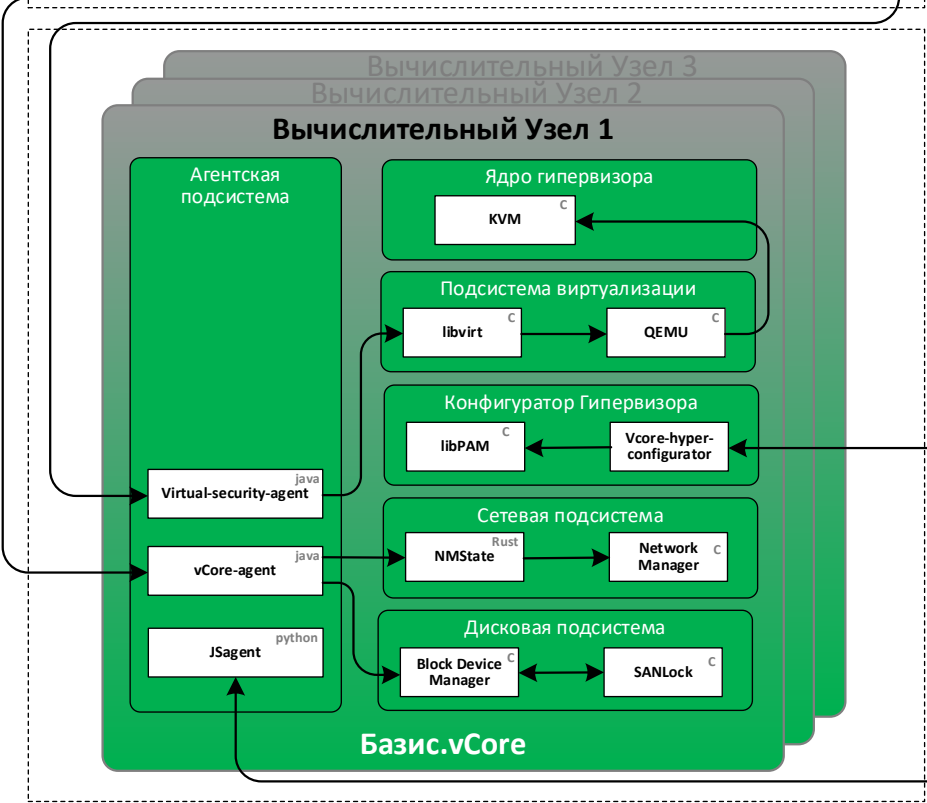 Вычислительный Узел 3
Вычислительный Узел 2
Вычислительный Узел 1
Агентская
подсистема
Virtual-security-agent
java
vCore-agent
java
JSagent
python
Ядро гипервизора
KVM
C
Подсистема виртуализации
libvirt
C
QEMU
C
Конфигуратор Гипервизора
libPAM
C
Vcore-hyper-
configurator
Сетевая подсистема
NMState
Rust
Network
Manager
C
Дисковая подсистема
Block Device
Manager
C
SANLock
C
Базис.vCore